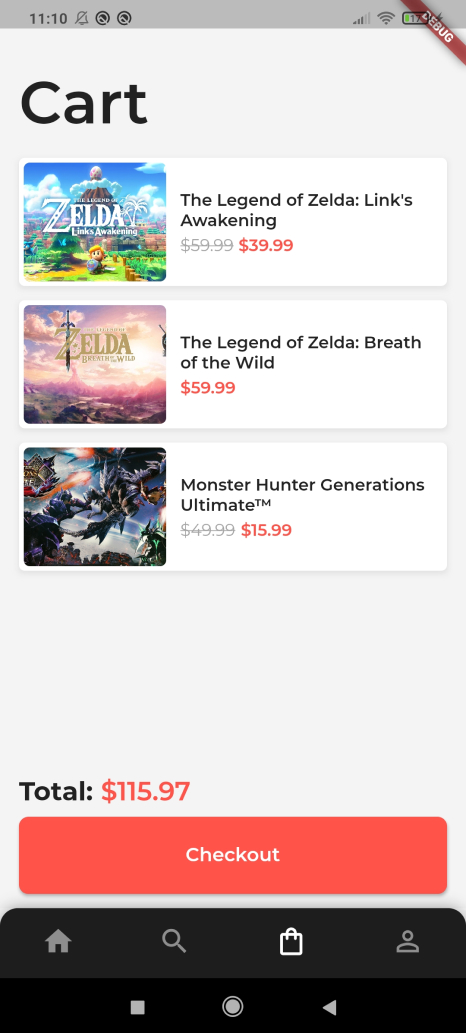 11:10
17
DEBUG
Cart
THE LEGEND OF
ZELDA
Link's Awakening
The Legend of Zelda: Link's
Awakening
$59.99 $39.99
THE LEGEND OF
ZELDA
BREATH OF THE WILD
The Legend of Zelda: Breath
of the Wild
$59.99
Monster Hunter Generations
Ultimate™
$49.99 $15.99
Total: $115.97
Checkout